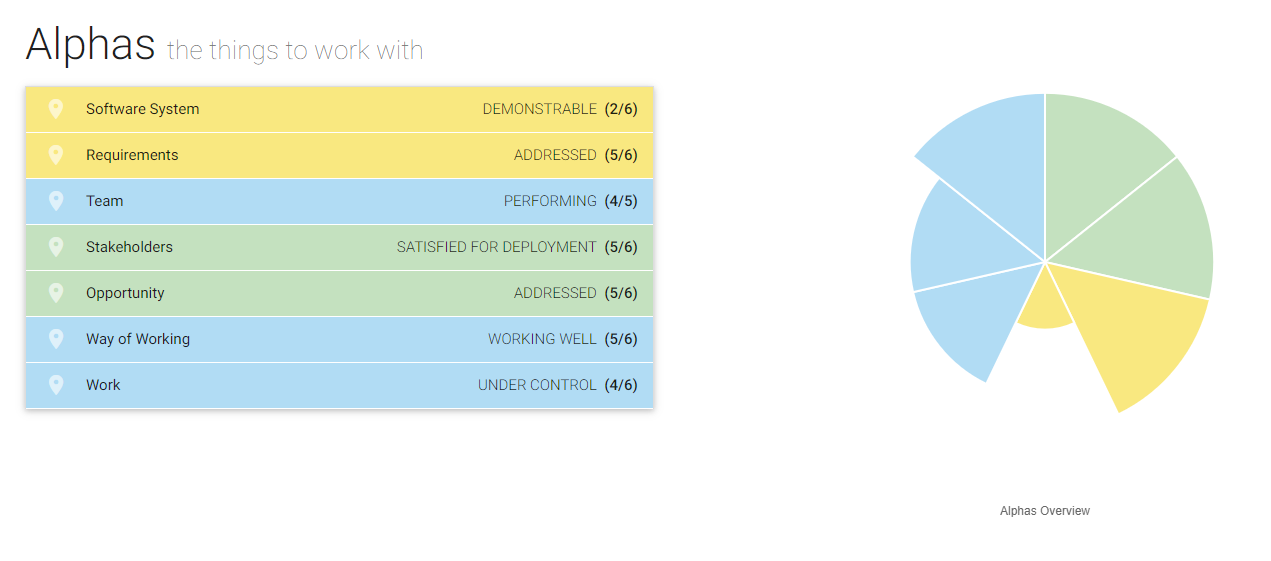 Alphas the things to work with
Software System DEMONSTRABLE (2/6)
Requirements ADDRESSED (5/6)
Team PERFORMING (4/5)
Stakeholders SATISFIED FOR DEPLOYMENT (5/6)
Opportunity ADDRESSED (5/6)
Way of Working WORKING WELL (5/6)
Work UNDER CONTROL (4/6)
Alphas Overview